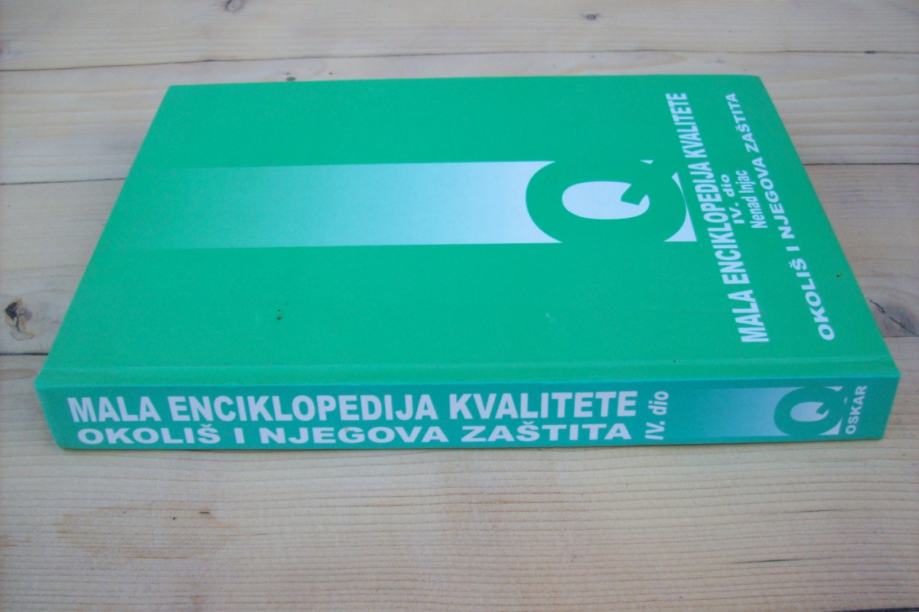 MALA ENCIKLOPEDIJA KVALITETE
IV. dio
Nenad Injac
OKOLIŠ I NJEGOVA ZAŠTITA
Q
MALA ENCIKLOPEDIJA KVALITETE
OKOLIŠ I NJEGOVA ZAŠTITA
IV. dio
Q
OSKAR